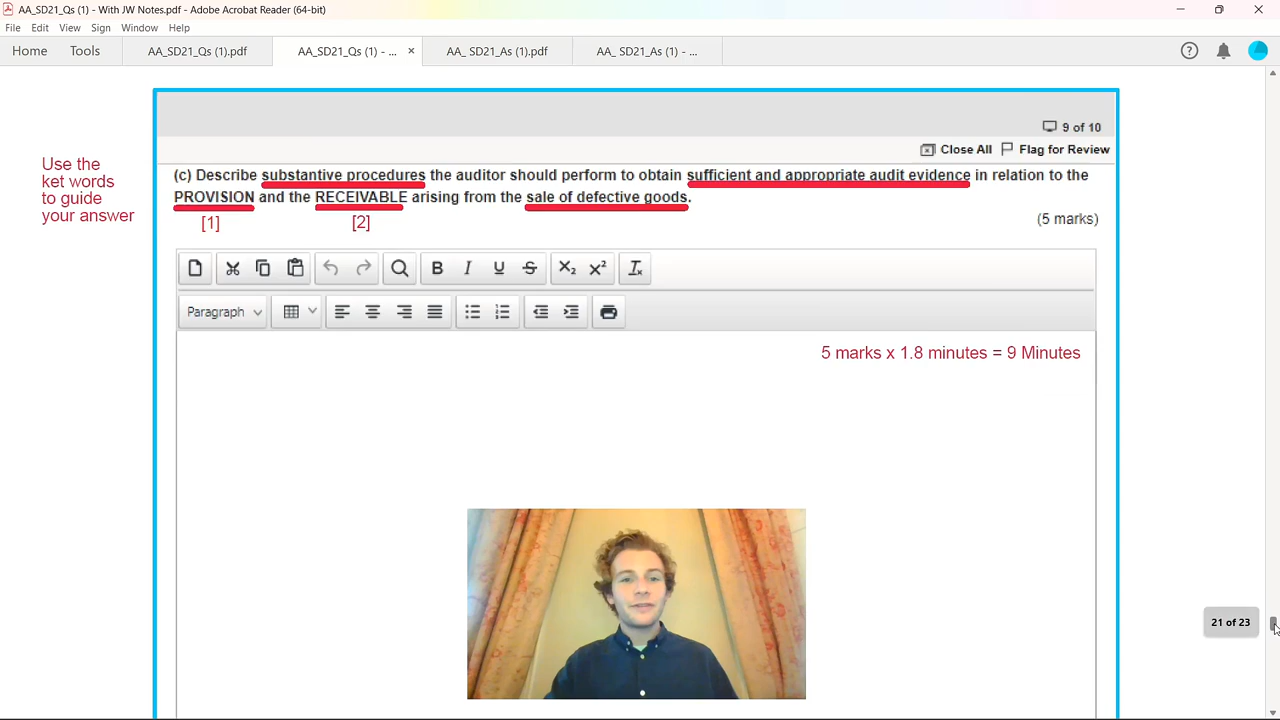 AA_SD21_Qs (1) - With JW Notes.pdf - Adobe Acrobat Reader (64-bit)
File Edit View Sign Window Help
Home Tools AA_SD21_Qs (1).pdf AA_SD21_Qs (1) - ... × AA_ SD21_As (1).pdf AA_ SD21_As (1) - ...
9 of 10
Close All Flag for Review
Use the
ket words
to guide
your answer
(c) Describe substantive procedures the auditor should perform to obtain sufficient and appropriate audit evidence in relation to the
PROVISION and the RECEIVABLE arising from the sale of defective goods.
[1] [2]
(5 marks)
B I U S X₂ X² Ix
Paragraph
5 marks x 1.8 minutes = 9 Minutes
21 of 23